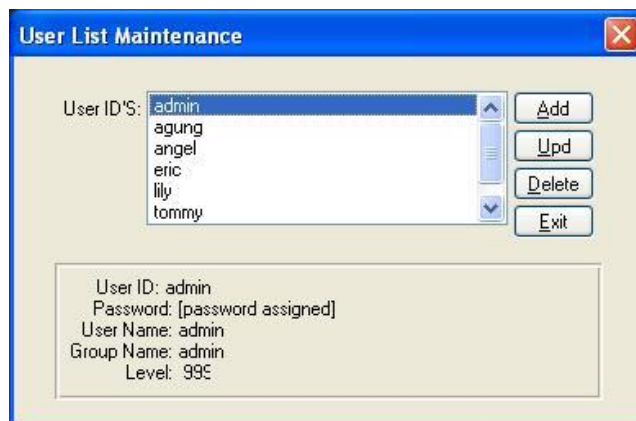 User List Maintenance
User ID'S:
admin
agung
angel
eric
lily
tommy
Add
Upd
Delete
Exit
User ID: admin
Password: [password assigned]
User Name: admin
Group Name: admin
Level: 999